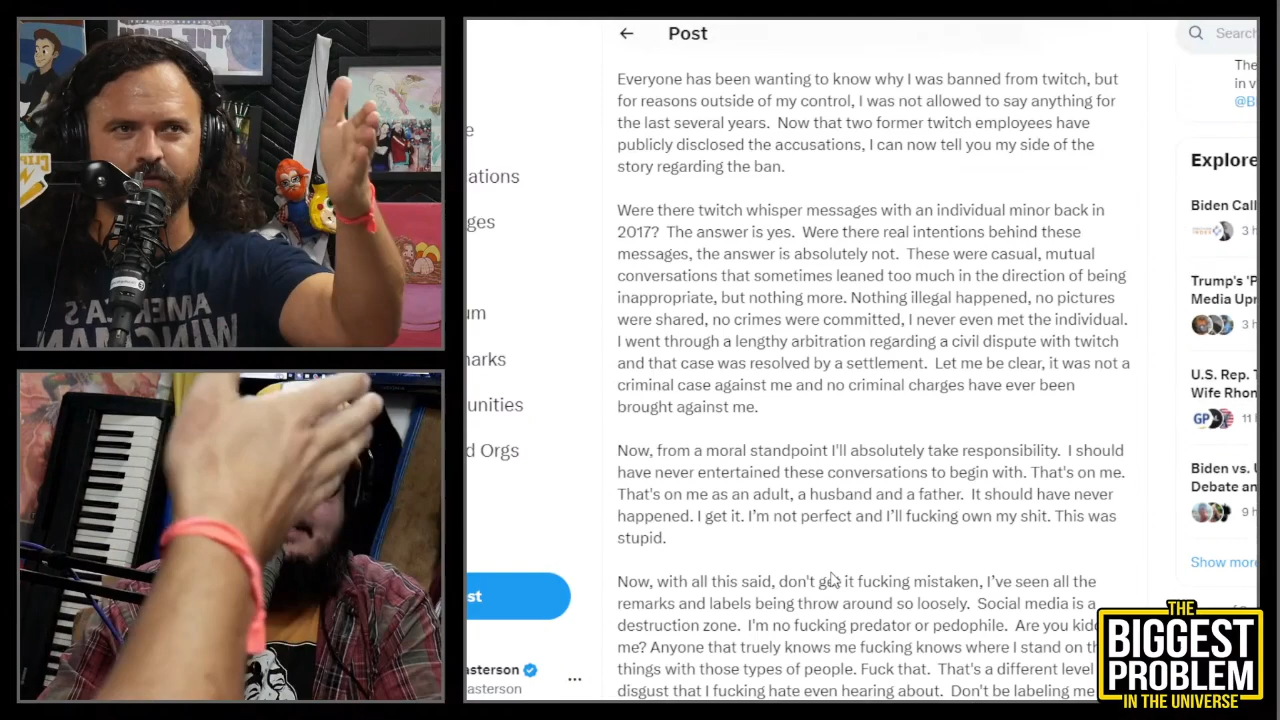 Post
Search
Everyone has been wanting to know why I was banned from twitch, but
for reasons outside of my control, I was not allowed to say anything for
the last several years. Now that two former twitch employees have
publicly disclosed the accusations, I can now tell you my side of the
story regarding the ban.
Were there twitch whisper messages with an individual minor back in
2017? The answer is yes. Were there real intentions behind these
messages, the answer is absolutely not. These were casual, mutual
conversations that sometimes leaned too much in the direction of being
inappropriate, but nothing more. Nothing illegal happened, no pictures
were shared, no crimes were committed, I never even met the individual.
I went through a lengthy arbitration regarding a civil dispute with twitch
and that case was resolved by a settlement. Let me be clear, it was not a
criminal case against me and no criminal charges have ever been
brought against me.
Now, from a moral standpoint I'll absolutely take responsibility. I should
have never entertained these conversations to begin with. That's on me.
That's on me as an adult, a husband and a father. It should have never
happened. I get it. I'm not perfect and I'll fucking own my shit. This was
stupid.
Now, with all this said, don't get it fucking mistaken, I've seen all the
remarks and labels being throw around so loosely. Social media is a
destruction zone. I'm no fucking predator or pedophile. Are you kid
me? Anyone that truely knows me fucking knows where I stand on th
things with those types of people. Fuck that. That's a different level
disgust that I fucking hate even hearing about. Don't be labeling me
e
ations
ges
um
arks
unities
d Orgs
st
asterson
asterson
The
in v
@B
Explore
Biden Call
3 h
Trump's 'P
Media Upr
3 h
U.S. Rep. T
Wife Rhon
GP
11 h
Biden vs.
Debate an
9 h
Show more
AMERICA'S
WINGMAN
THE
BIGGEST
PROBLEM
IN THE UNIVERSE